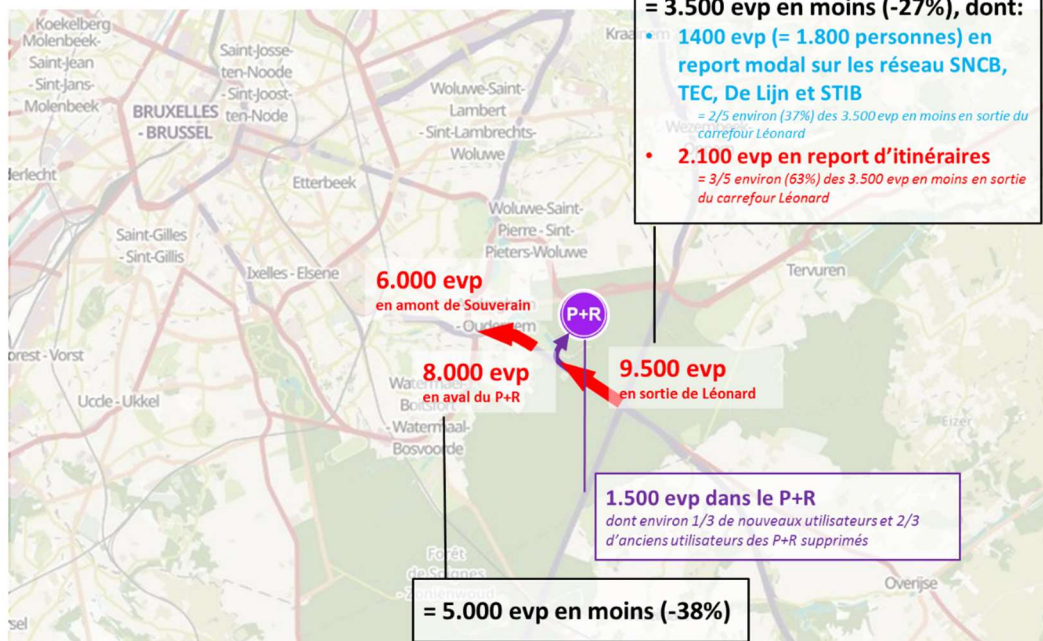 = 3.500 evp en moins (-27%), dont:
• 1400 evp (= 1.800 personnes) en
report modal sur les réseau SNCB,
TEC, De Lijn et STIB
= 2/5 environ (37%) des 3.500 evp en moins en sortie du
carrefour Léonard
• 2.100 evp en report d'itinéraires
= 3/5 environ (63%) des 3.500 evp en moins en sortie
du carrefour Léonard
Koekelberg
Molenbeek-
Saint-Jean
- Sint-Jans-
Molenbeek
Saint-Josse-
ten-Noode
- Sint-Joost-
ten-Node
BRUXELLES
- BRUSSEL
Woluwe-Saint-
Lambert
- Sint-Lambrechts-
Woluwe
Etterbeek
Woluwe-Saint-
Pierre - Sint-
Pieters-Woluwe
Saint-Gilles
- Sint-Gillis
Ixelles - Elsene
Tervuren
6.000 evp
en amont de Souverain
P+R
8.000 evp
en aval du P+R
9.500 evp
en sortie de Léonard
orest - Vorst
Uccle - Ukkel
Boitsfort
- Watermaal-
Bosvoorde
Eizer
1.500 evp dans le P+R
dont environ 1/3 de nouveaux utilisateurs et 2/3
d'anciens utilisateurs des P+R supprimés
Forêt
de Soignes
- Zoniënwoud
Overijse
= 5.000 evp en moins (-38%)